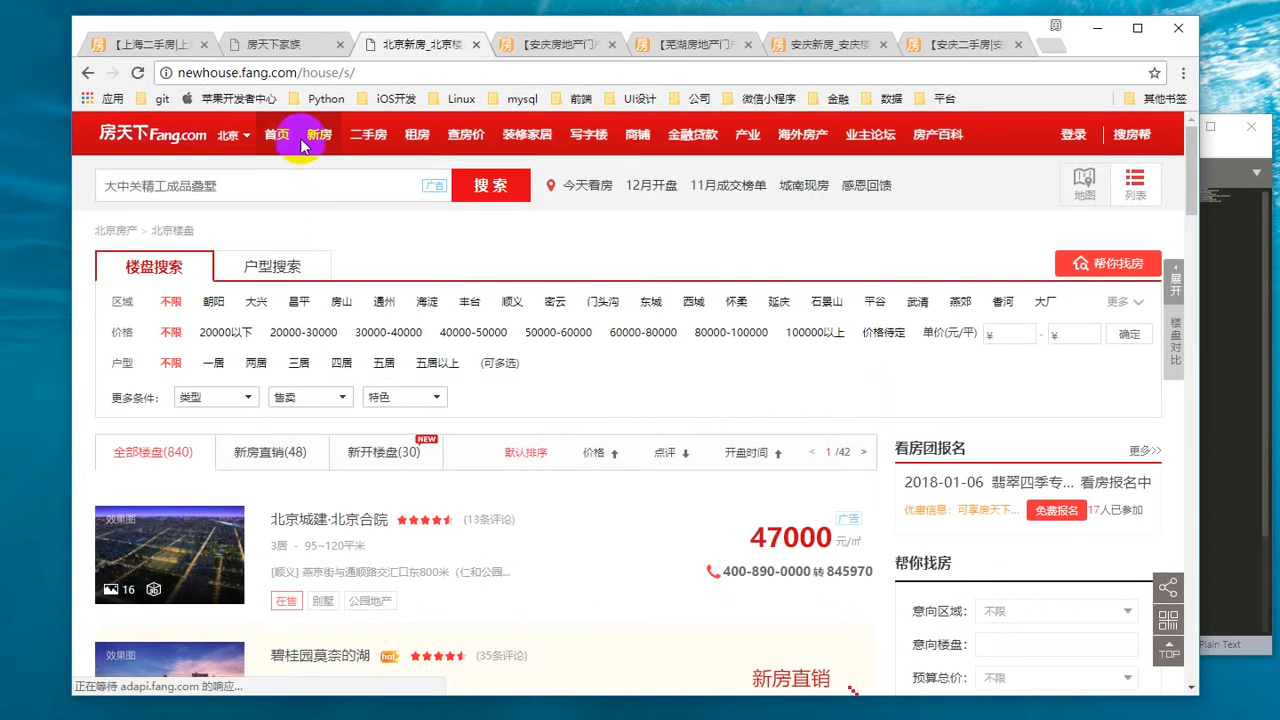 【上海二手房|上
房天下家族
北京新房_北京楼
【安庆房地产门户
【芜湖房地产门户
安庆新房_安庆楼
【安庆二手房|安
newhouse.fang.com/house/s/
应用 git 苹果开发者中心 Python iOS开发 Linux mysql 前端 UI设计 公司 微信小程序 金融 数据 平台 其他书签
房天下Fang.com 北京 首页 新房 二手房 租房 查房价 装修家居 写字楼 商铺 金融贷款 产业 海外房产 业主论坛 房产百科 登录 搜房帮
大中关精工成品叠墅 广告 搜索 今天看房 12月开盘 11月成交榜单 城南现房 感恩回馈 地图 列表
北京房产 > 北京楼盘
楼盘搜索 户型搜索 帮你找房
展开
楼盘对比
区域 不限 朝阳 大兴 昌平 房山 通州 海淀 丰台 顺义 密云 门头沟 东城 西城 怀柔 延庆 石景山 平谷 武清 燕郊 香河 大厂 更多
价格 不限 20000以下 20000-30000 30000-40000 40000-50000 50000-60000 60000-80000 80000-100000 100000以上 价格待定 单价(元/平) ¥ - ¥ 确定
户型 不限 一居 两居 三居 四居 五居 五居以上 (可多选)
更多条件: 类型 售卖 特色
全部楼盘(840) 新房直销(48) 新开楼盘(30) NEW 默认排序 价格 点评 开盘时间 < 1 /42 >
看房团报名 更多>>
2018-01-06 翡翠四季专... 看房报名中
优惠信息: 可享房天下... 免费报名 17人已参加
效果图
16
北京城建·北京合院 (13条评论)
3居 - 95~120平米
[顺义] 燕京街与通顺路交汇口东800米（仁和公园...
在售 别墅 公园地产
广告
47000 元/㎡
400-890-0000 转 845970
帮你找房
意向区域: 不限
意向楼盘:
预算总价: 不限
TOP
效果图
碧桂园莫奈的湖 hot (35条评论)
新房直销
正在等待 adapi.fang.com 的响应...
Plain Text